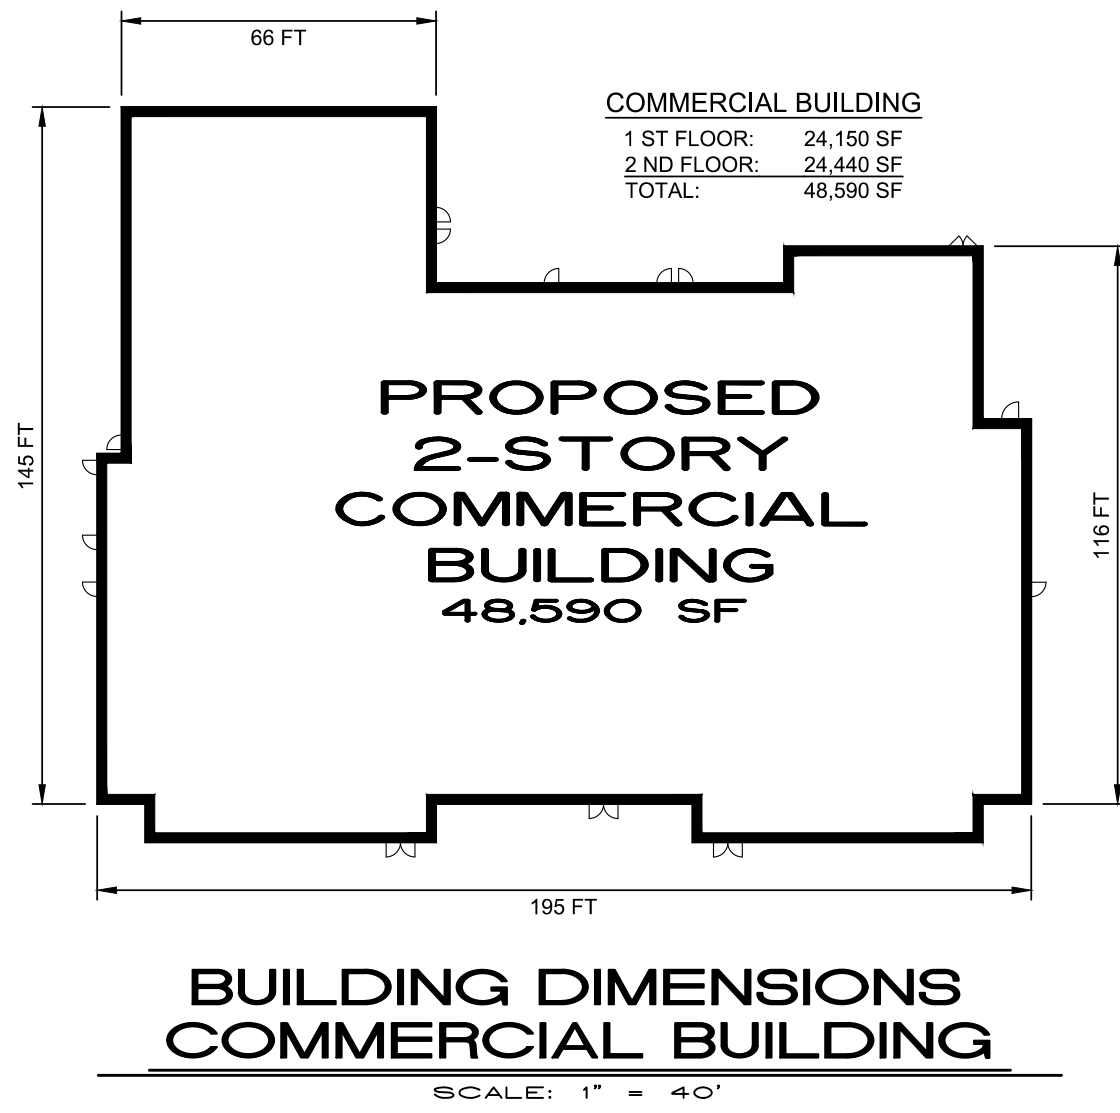 66 FT
COMMERCIAL BUILDING
1 ST FLOOR: 24,150 SF
2 ND FLOOR: 24,440 SF
TOTAL: 48,590 SF
145 FT
116 FT
PROPOSED
2-STORY
COMMERCIAL
BUILDING
48,590 SF
195 FT
BUILDING DIMENSIONS
COMMERCIAL BUILDING
SCALE: 1" = 40'